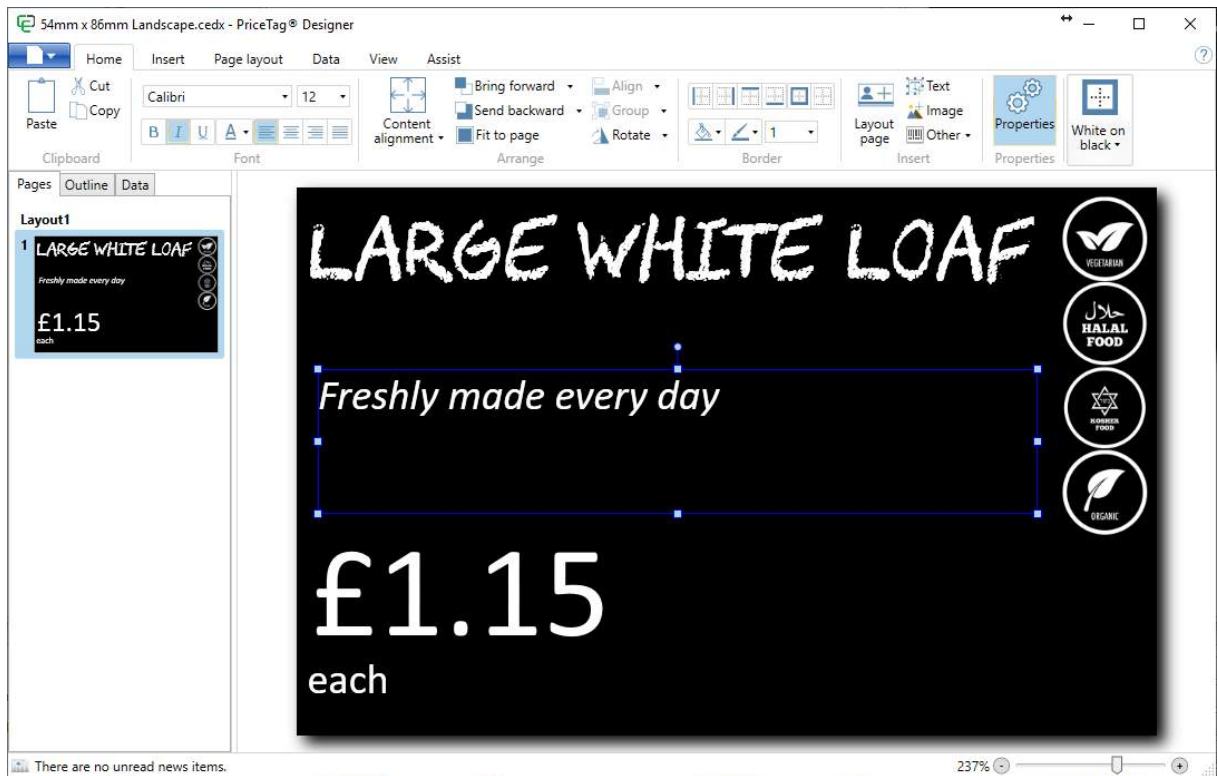 54mm x 86mm Landscape.cedx - PriceTag® Designer
Home Insert Page layout Data View Assist
Paste
Cut
Copy
Clipboard
Calibri 12
B I U A
Font
Content alignment
Bring forward
Send backward
Fit to page
Align
Group
Rotate
Arrange
1
Border
Layout page
Text
Image
Other
Insert
Properties
Properties
White on black
Pages Outline Data
Layout1
1
LARGE WHITE LOAF
Freshly made every day
£1.15
each
LARGE WHITE LOAF
VEGETARIAN
حلال
HALAL
FOOD
Freshly made every day
KOSHER
FOOD
ORGANIC
£1.15
each
There are no unread news items.
237%